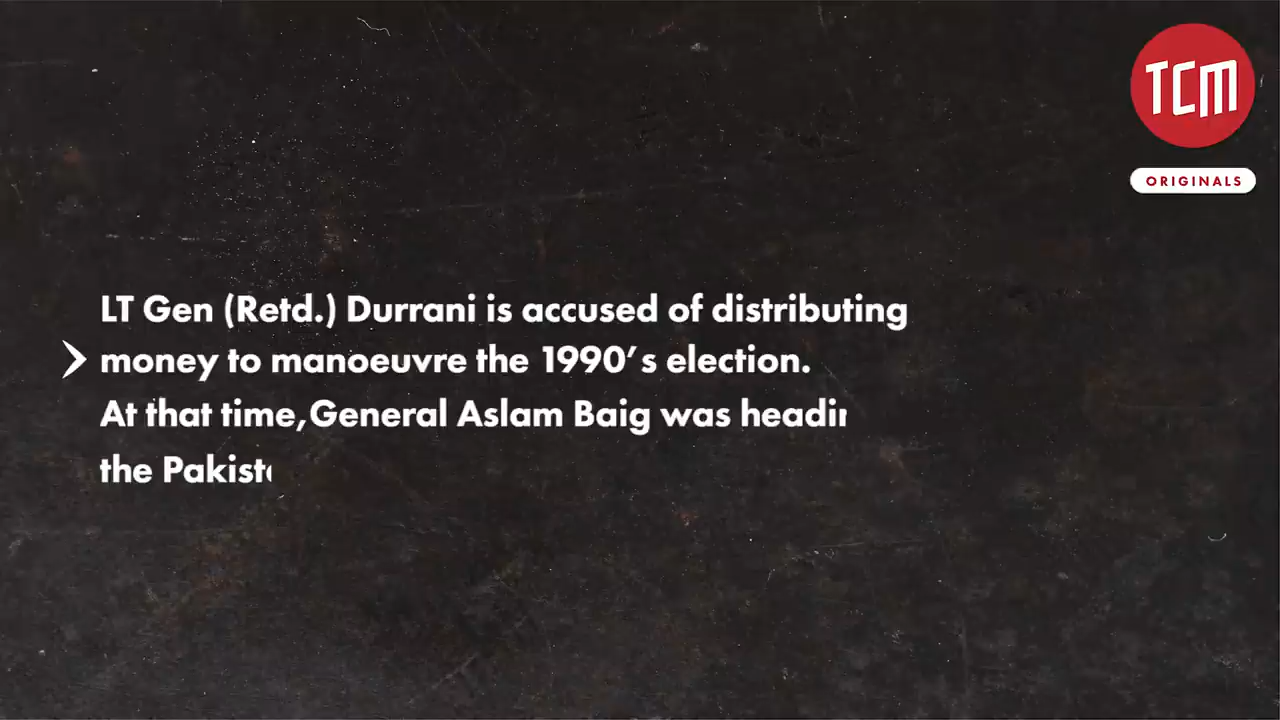 TCM
ORIGINALS
LT Gen (Retd.) Durrani is accused of distributing
money to manoeuvre the 1990's election.
At that time,General Aslam Baig was
the